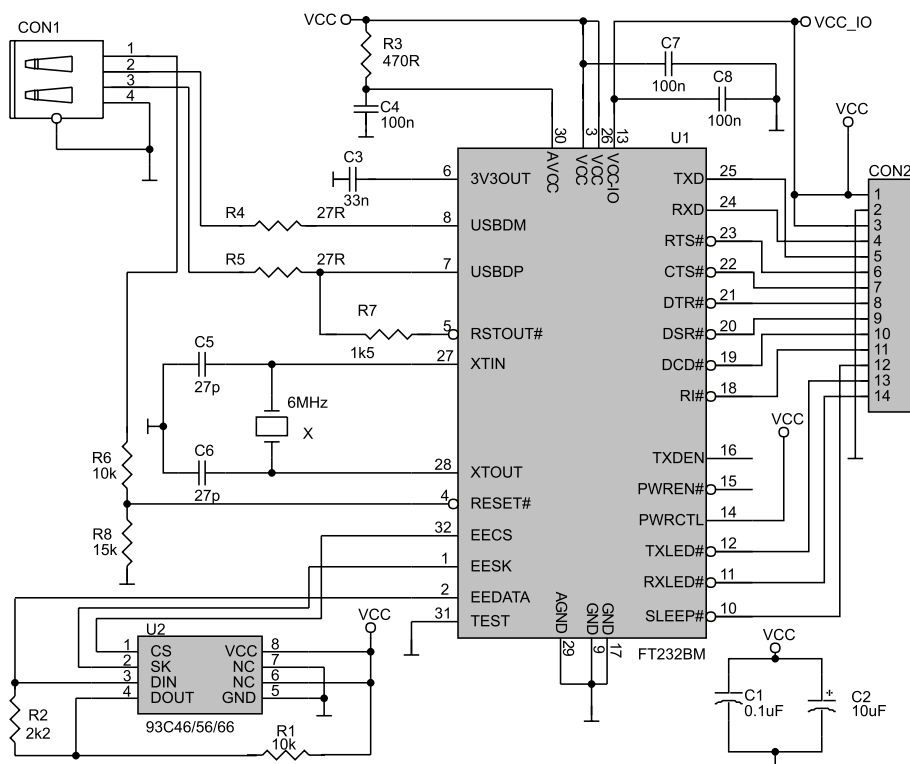 VCC
VCC_IO
CON1
1
2
3
4
R3
470R
C4
100n
C7
100n
C8
100n
VCC
CON2
U1
30
3
26
13
AVCC
VCC
VCC
VCC-IO
C3
33n
6
3V3OUT
R4
27R
8
USBDM
R5
27R
7
USBDP
R7
1k5
5
RSTOUT#
27
XTIN
C5
27p
6MHz
X
C6
27p
28
XTOUT
R6
10k
4
RESET#
R8
15k
32
EECS
1
EESK
2
EEDATA
31
TEST
TXD
25
RXD
24
RTS#
23
CTS#
22
DTR#
21
DSR#
20
DCD#
19
RI#
18
TXDEN
16
PWREN#
15
PWRCTL
14
TXLED#
12
RXLED#
11
SLEEP#
10
1
2
3
4
5
6
7
8
9
10
11
12
13
14
VCC
AGND
GND
GND
29
9
17
FT232BM
U2
1
CS
2
SK
3
DIN
4
DOUT
VCC
8
NC
7
NC
6
GND
5
93C46/56/66
VCC
R2
2k2
R1
10k
VCC
C1
0.1uF
+
C2
10uF